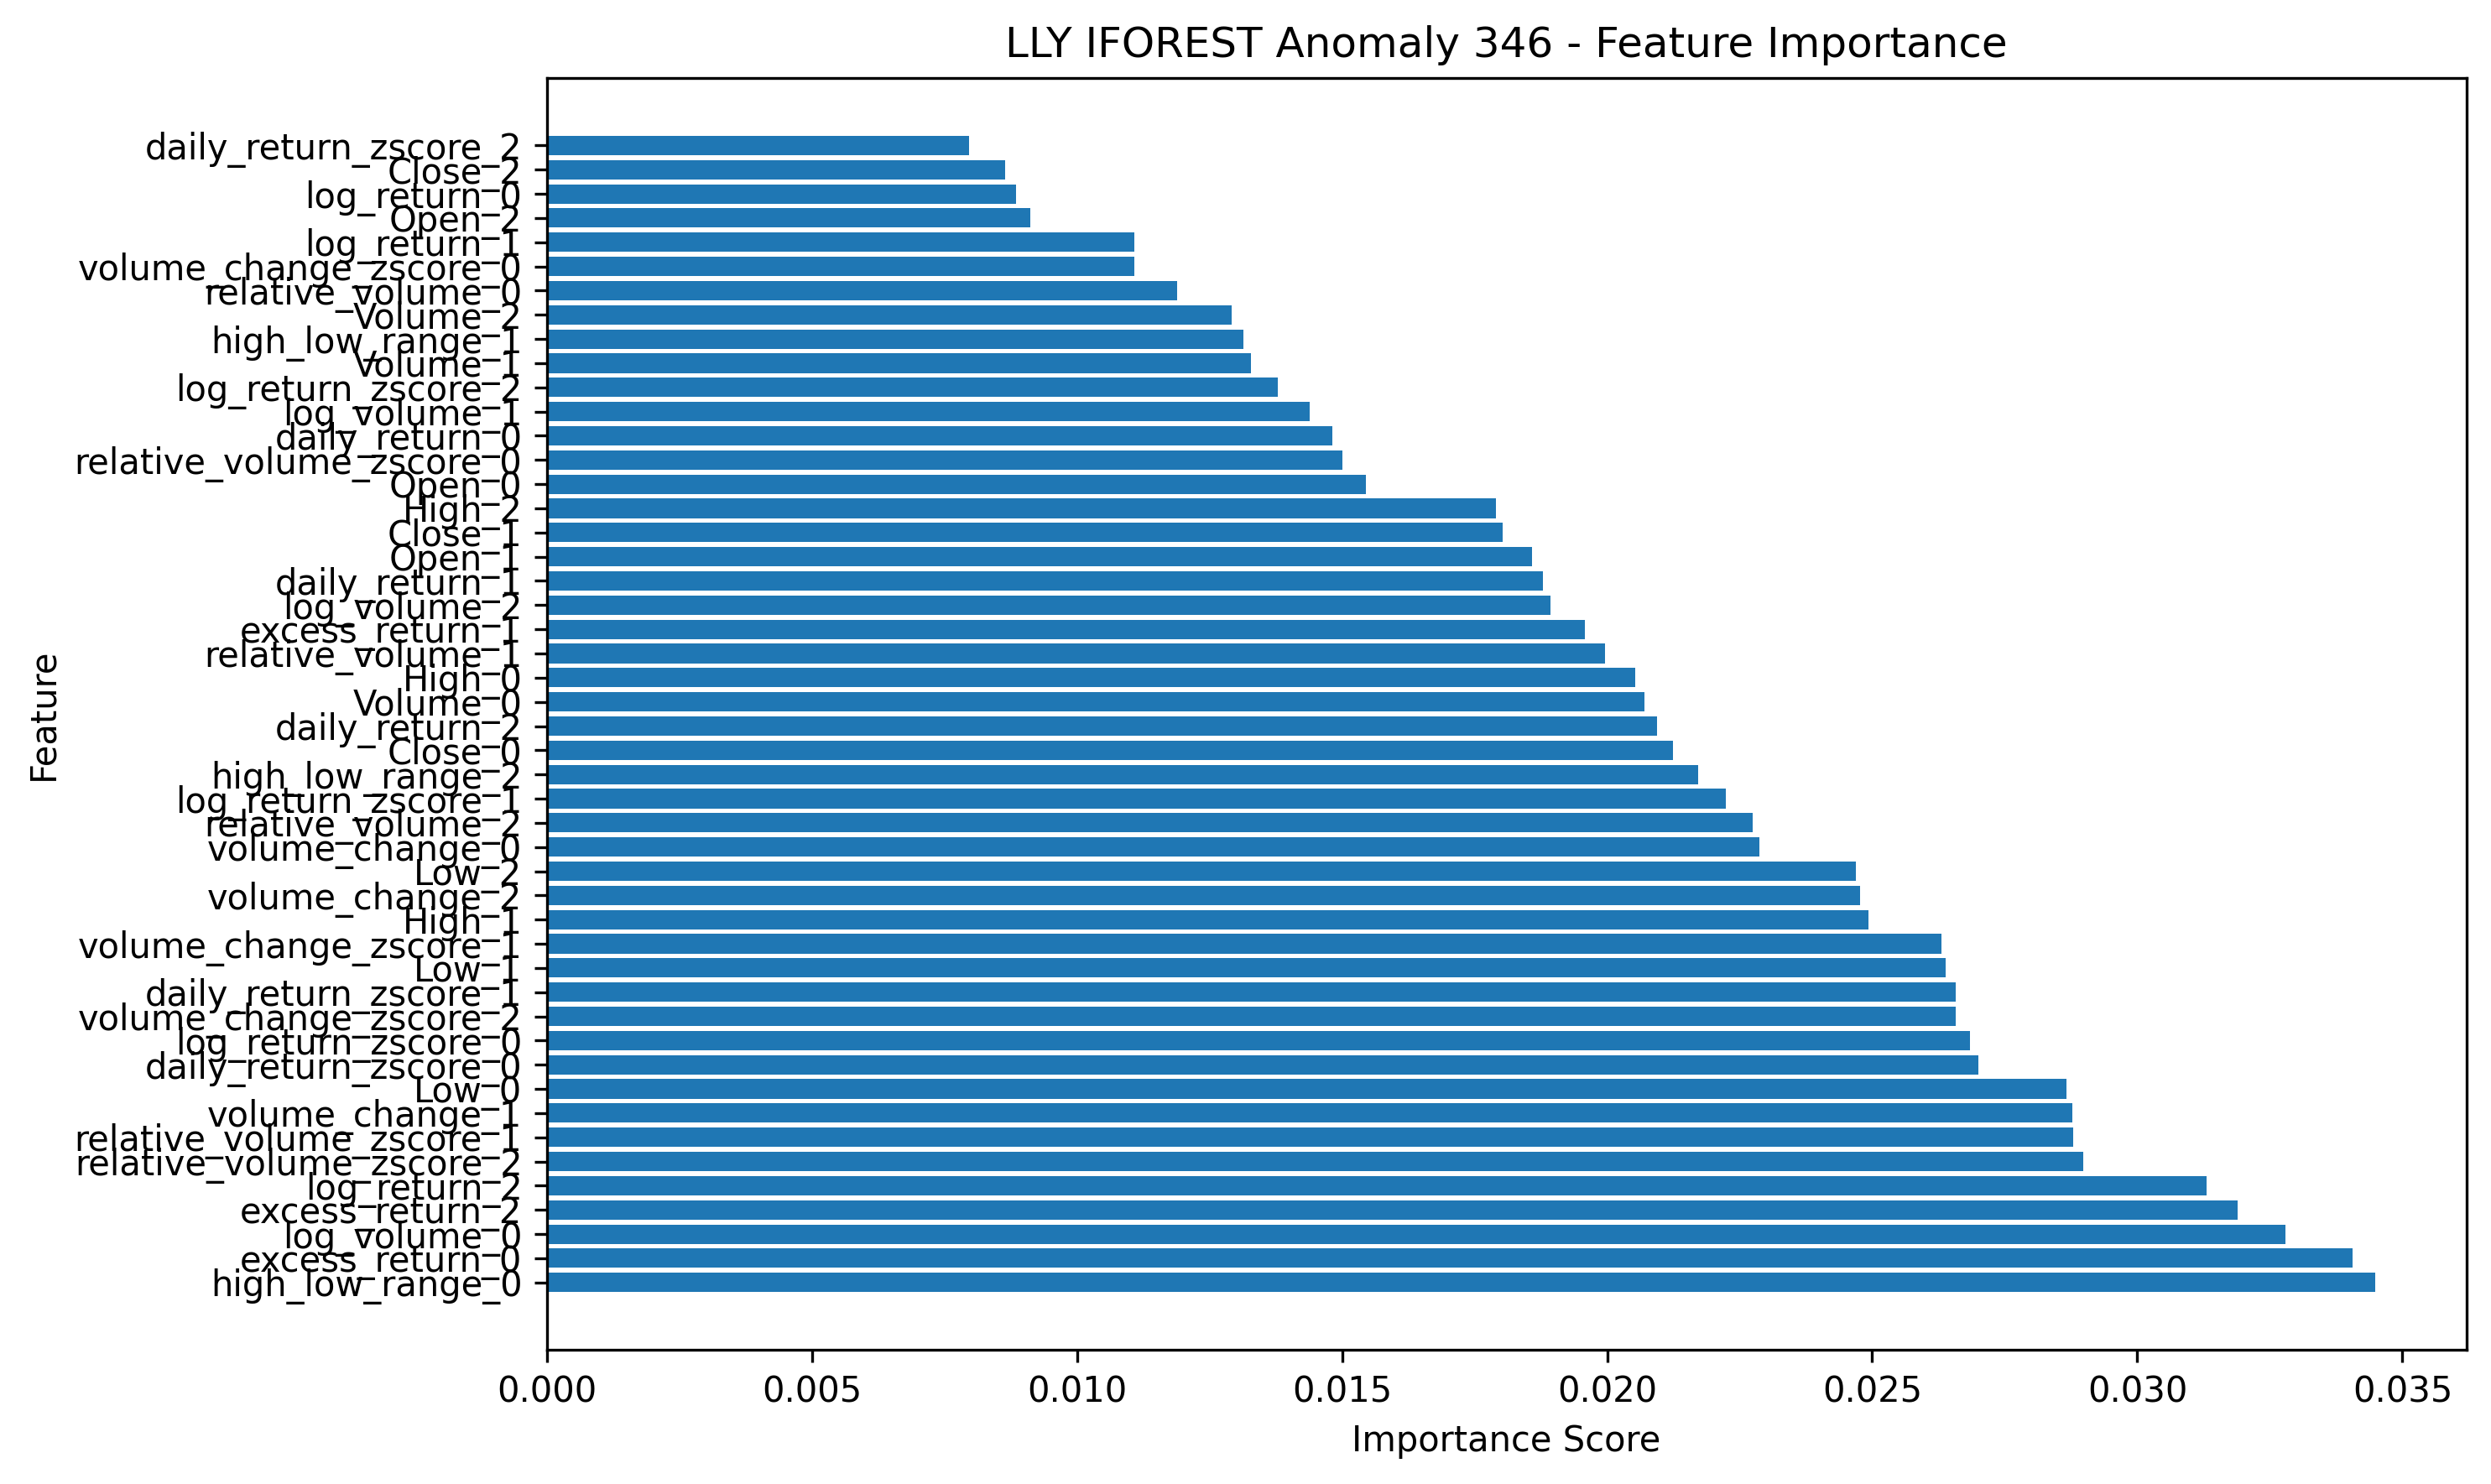 LLY IFOREST Anomaly 346 - Feature Importance
daily_return_zscore_2
Close_2
log_return_0
Open_2
log_return_1
volume_change_zscore_0
relative_volume_0
Volume_2
high_low_range_1
Volume_1
log_return_zscore_2
log_volume_1
daily_return_0
relative_volume_zscore_0
Open_0
High_2
Close_1
Open_1
daily_return_1
log_volume_2
excess_return_1
relative_volume_1
High_0
Volume_0
daily_return_2
Close_0
high_low_range_2
log_return_zscore_1
relative_volume_2
volume_change_0
Low_2
volume_change_2
High_1
volume_change_zscore_1
Low_1
daily_return_zscore_1
volume_change_zscore_2
log_return_zscore_0
daily_return_zscore_0
Low_0
volume_change_1
relative_volume_zscore_1
relative_volume_zscore_2
log_return_2
excess_return_2
log_volume_0
excess_return_0
high_low_range_0
Feature
0.000 0.005 0.010 0.015 0.020 0.025 0.030 0.035
Importance Score